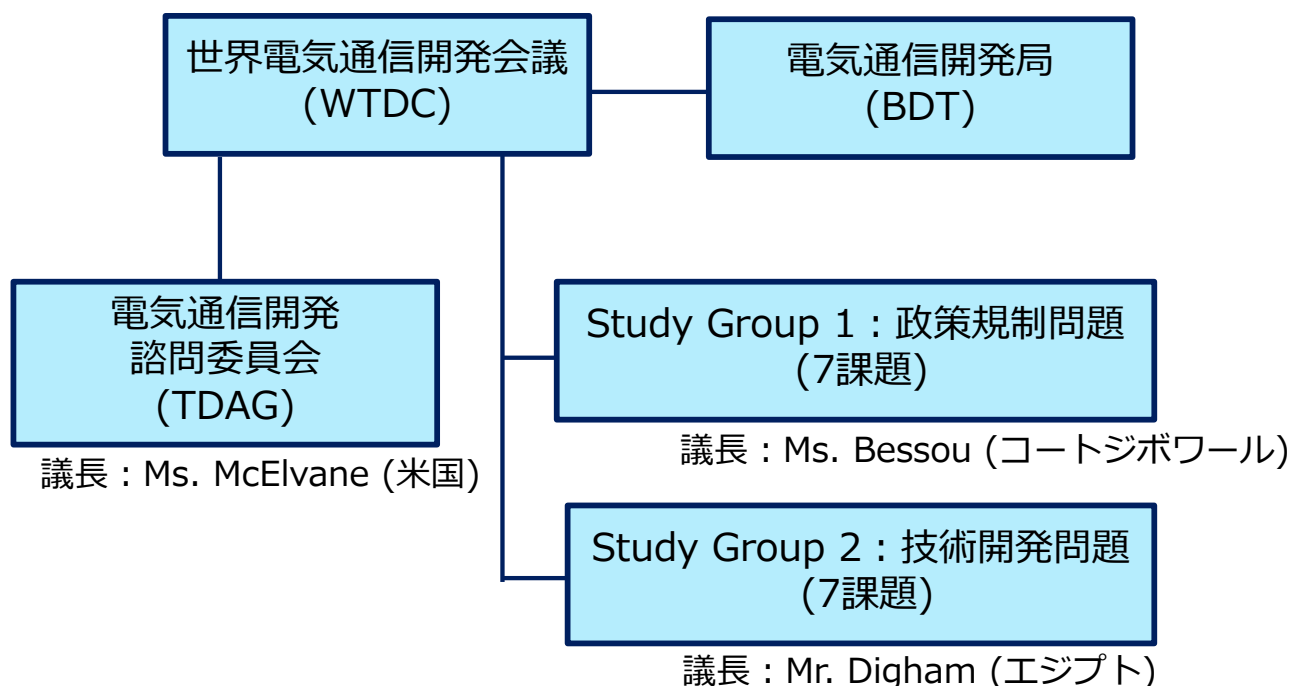 世界電気通信開発会議
(WTDC)
電気通信開発局
(BDT)
電気通信開発
諮問委員会
(TDAG)
議長：Ms. McElvane (米国)
Study Group 1：政策規制問題
(7課題)
議長：Ms. Bessou (コートジボワール)
Study Group 2：技術開発問題
(7課題)
議長：Mr. Digham (エジプト)